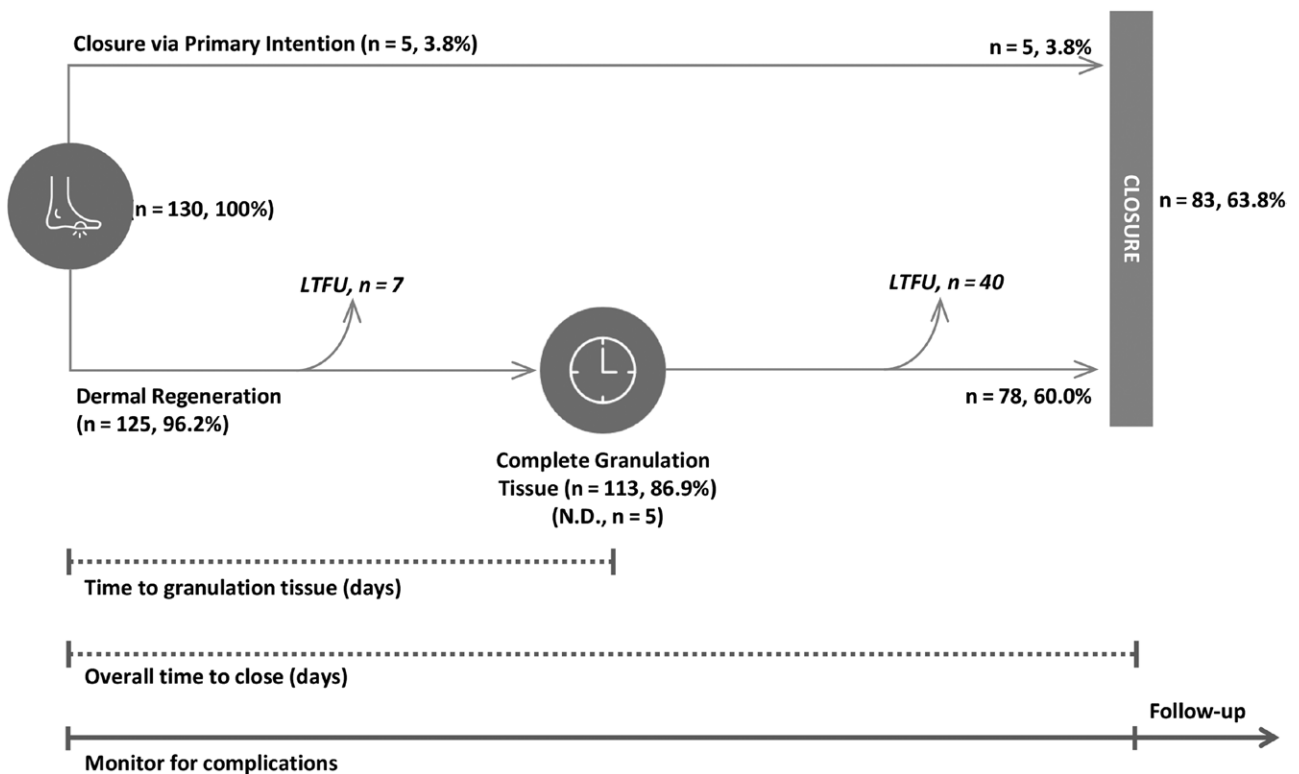 Closure via Primary Intention (n = 5, 3.8%)
n = 5, 3.8%
(n = 130, 100%)
CLOSURE
n = 83, 63.8%
LTFU, n = 7
LTFU, n = 40
Dermal Regeneration
(n = 125, 96.2%)
n = 78, 60.0%
Complete Granulation
Tissue (n = 113, 86.9%)
(N.D., n = 5)
Time to granulation tissue (days)
Overall time to close (days)
Follow-up
Monitor for complications